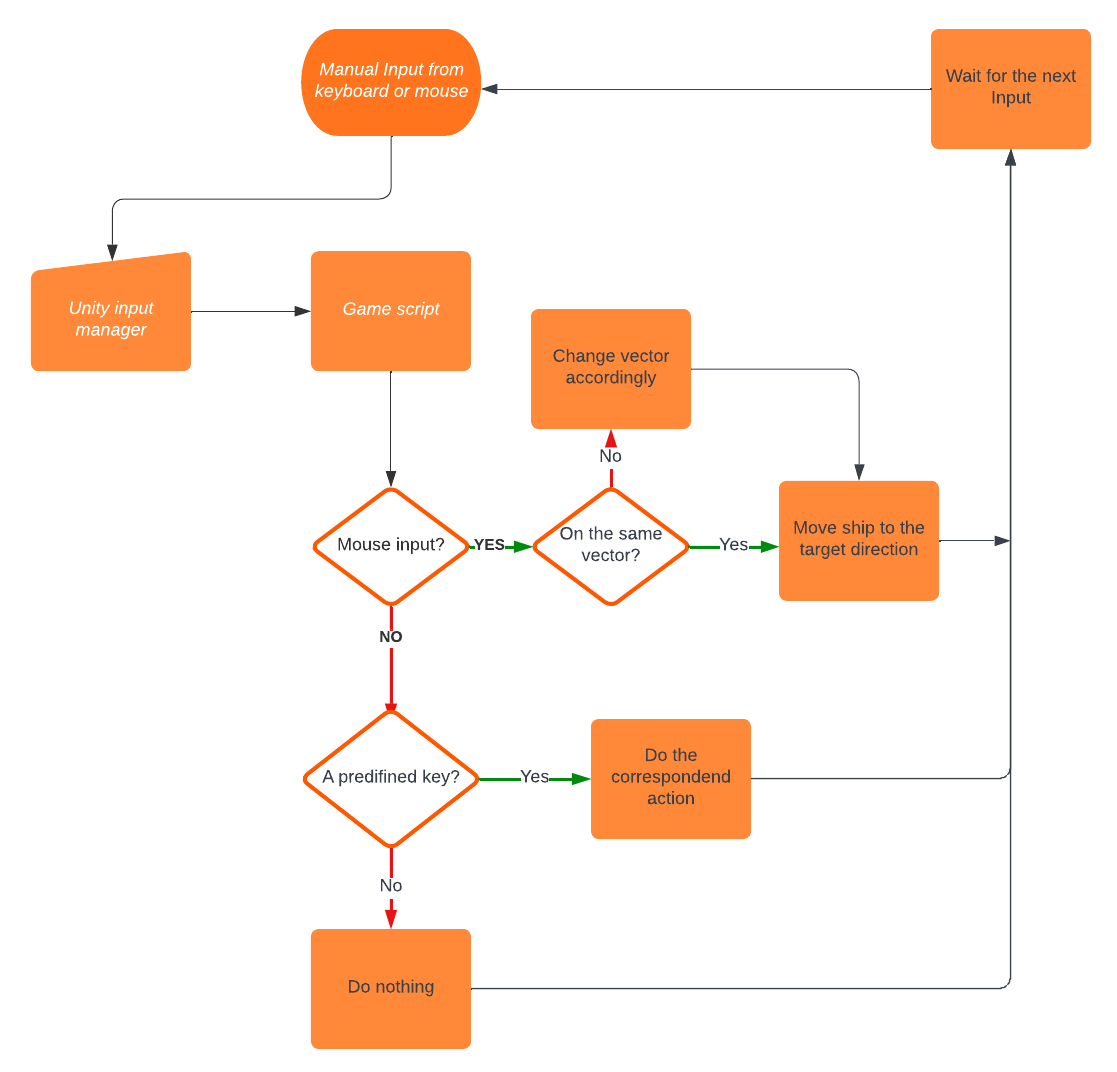 Manual Input from
keyboard or mouse
Wait for the next
Input
Unity input
manager
Game script
Change vector
accordingly
No
Mouse input?
YES
On the same
vector?
Yes
Move ship to the
target direction
NO
A predifined key?
Yes
Do the
correspondend
action
No
Do nothing